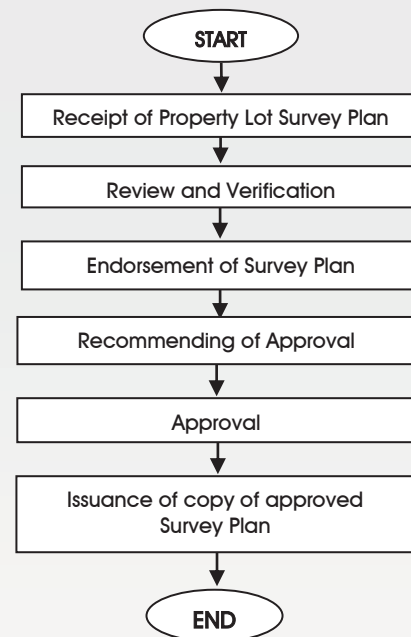 START
Receipt of Property Lot Survey Plan
Review and Verification
Endorsement of Survey Plan
Recommending of Approval
Approval
Issuance of copy of approved
Survey Plan
END